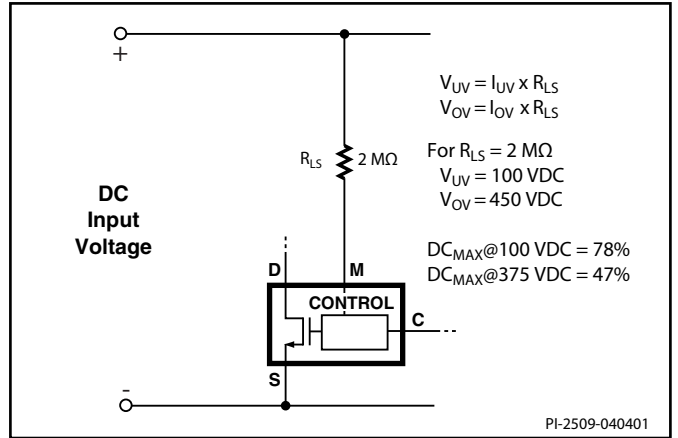 +
V_UV = I_UV x R_LS
V_OV = I_OV x R_LS
R_LS 2 MΩ
For R_LS = 2 MΩ
V_UV = 100 VDC
V_OV = 450 VDC
DC
Input
Voltage
DC_MAX@100 VDC = 78%
DC_MAX@375 VDC = 47%
D M
CONTROL
C
S
-
PI-2509-040401